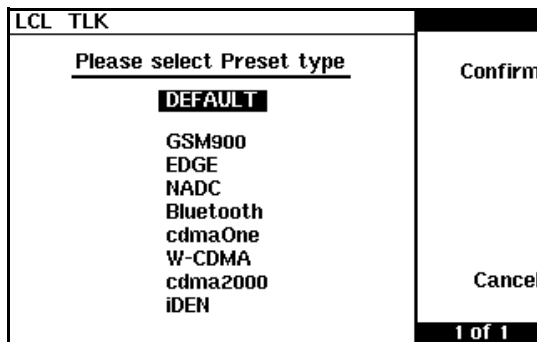 LCL TLK
Please select Preset type
DEFAULT
GSM900
EDGE
NADC
Bluetooth
cdmaOne
W-CDMA
cdma2000
iDEN
Confirm
Cancel
1 of 1